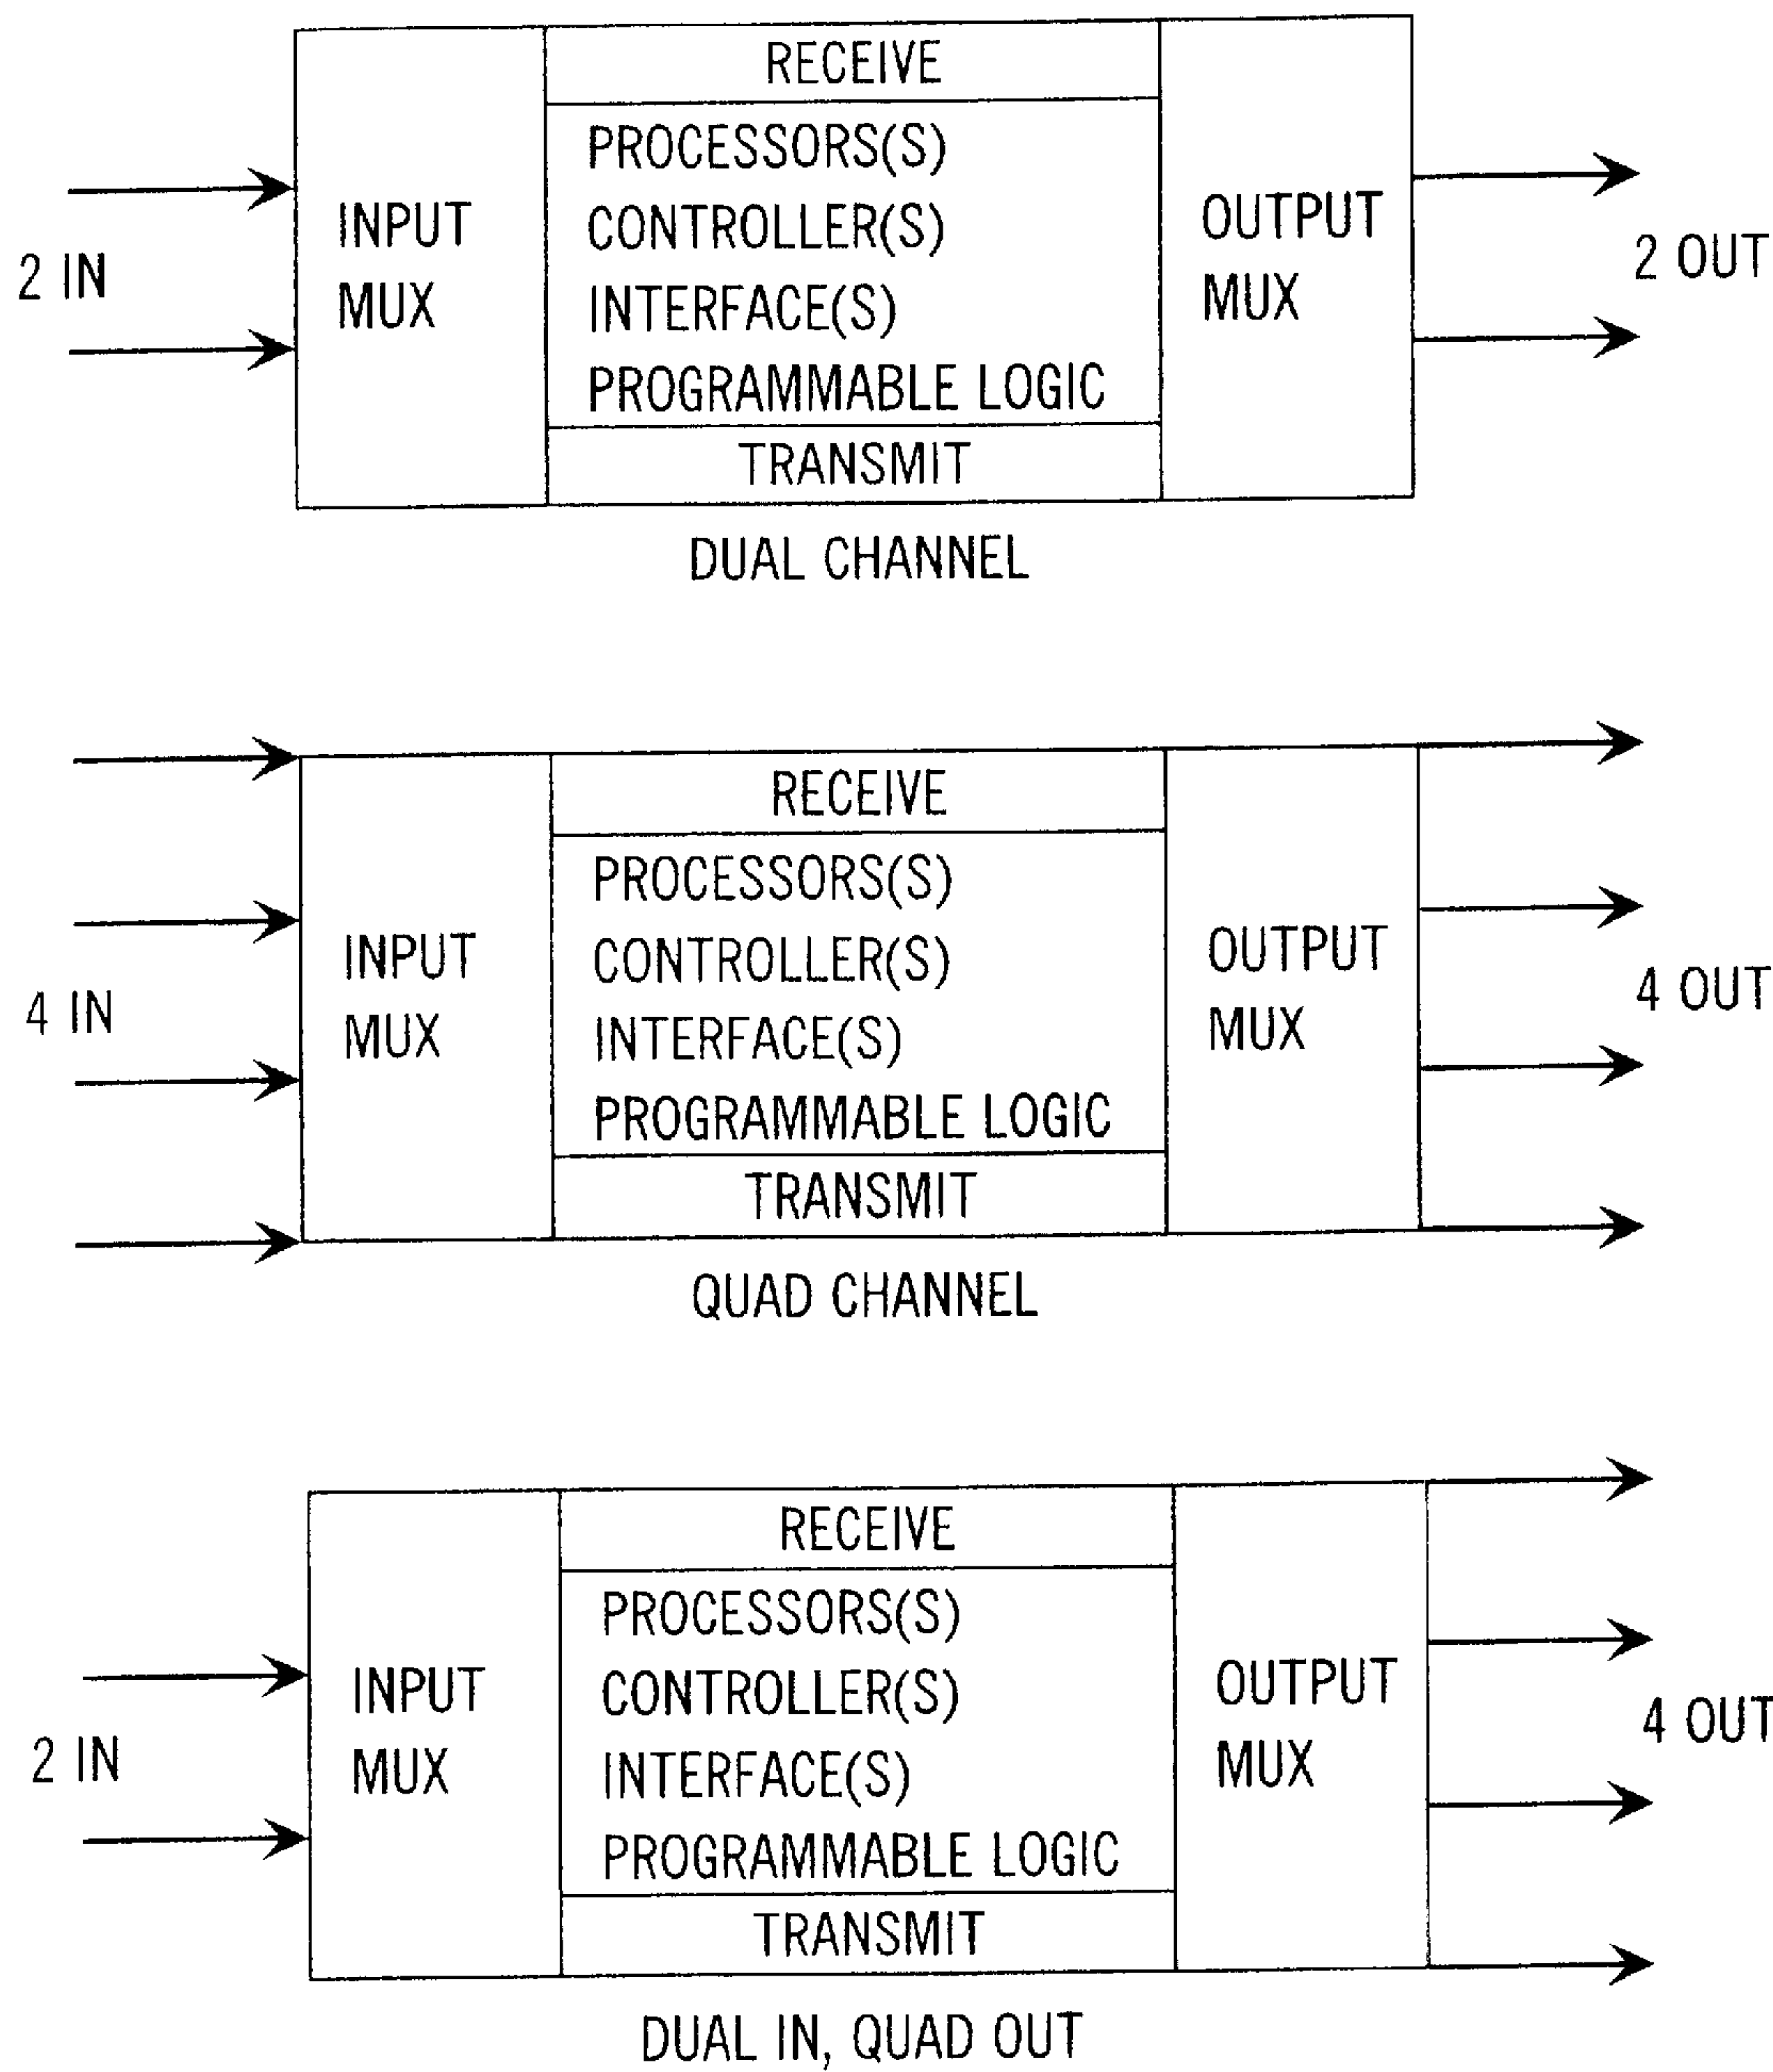 RECEIVE
PROCESSORS(S)
CONTROLLER(S)
INTERFACE(S)
PROGRAMMABLE LOGIC
TRANSMIT
INPUT
MUX
OUTPUT
MUX
2 IN
2 OUT
DUAL CHANNEL
RECEIVE
PROCESSORS(S)
CONTROLLER(S)
INTERFACE(S)
PROGRAMMABLE LOGIC
TRANSMIT
INPUT
MUX
OUTPUT
MUX
4 IN
4 OUT
QUAD CHANNEL
RECEIVE
PROCESSORS(S)
CONTROLLER(S)
INTERFACE(S)
PROGRAMMABLE LOGIC
TRANSMIT
INPUT
MUX
OUTPUT
MUX
2 IN
4 OUT
DUAL IN, QUAD OUT